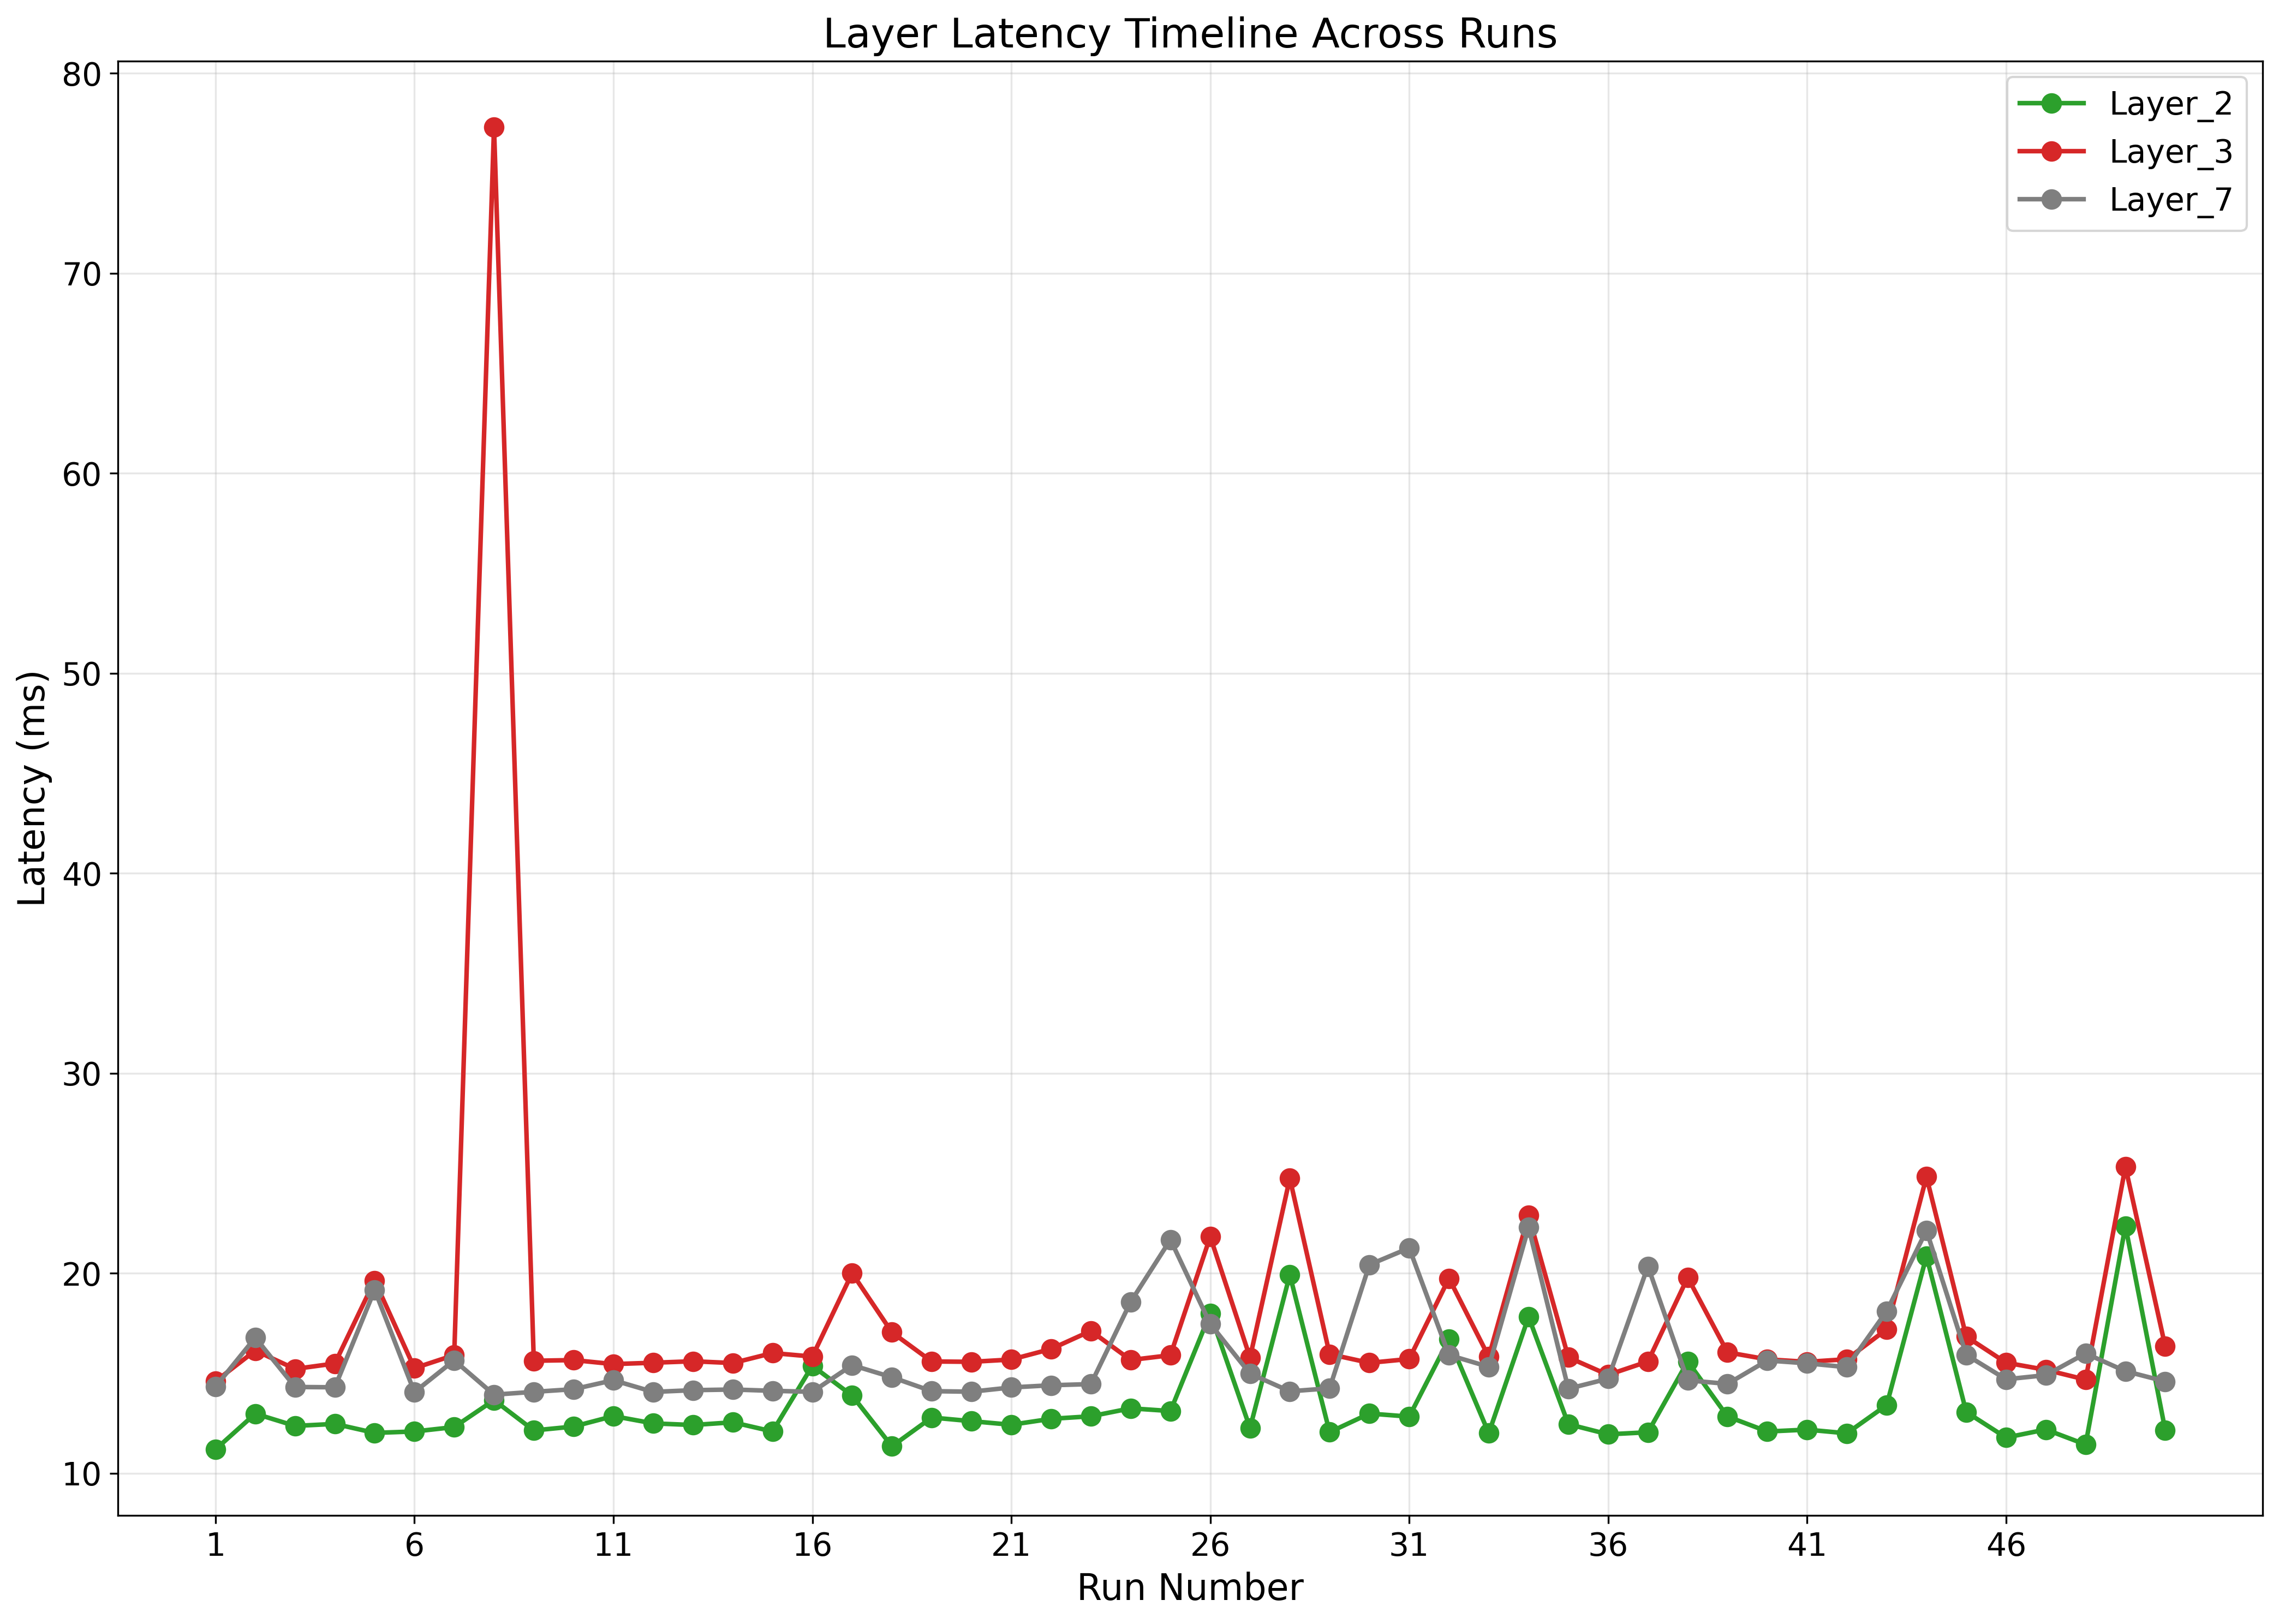 Layer Latency Timeline Across Runs
80
70
60
50
40
30
20
10
Latency (ms)
Layer_2
Layer_3
Layer_7
1 6 11 16 21 26 31 36 41 46
Run Number